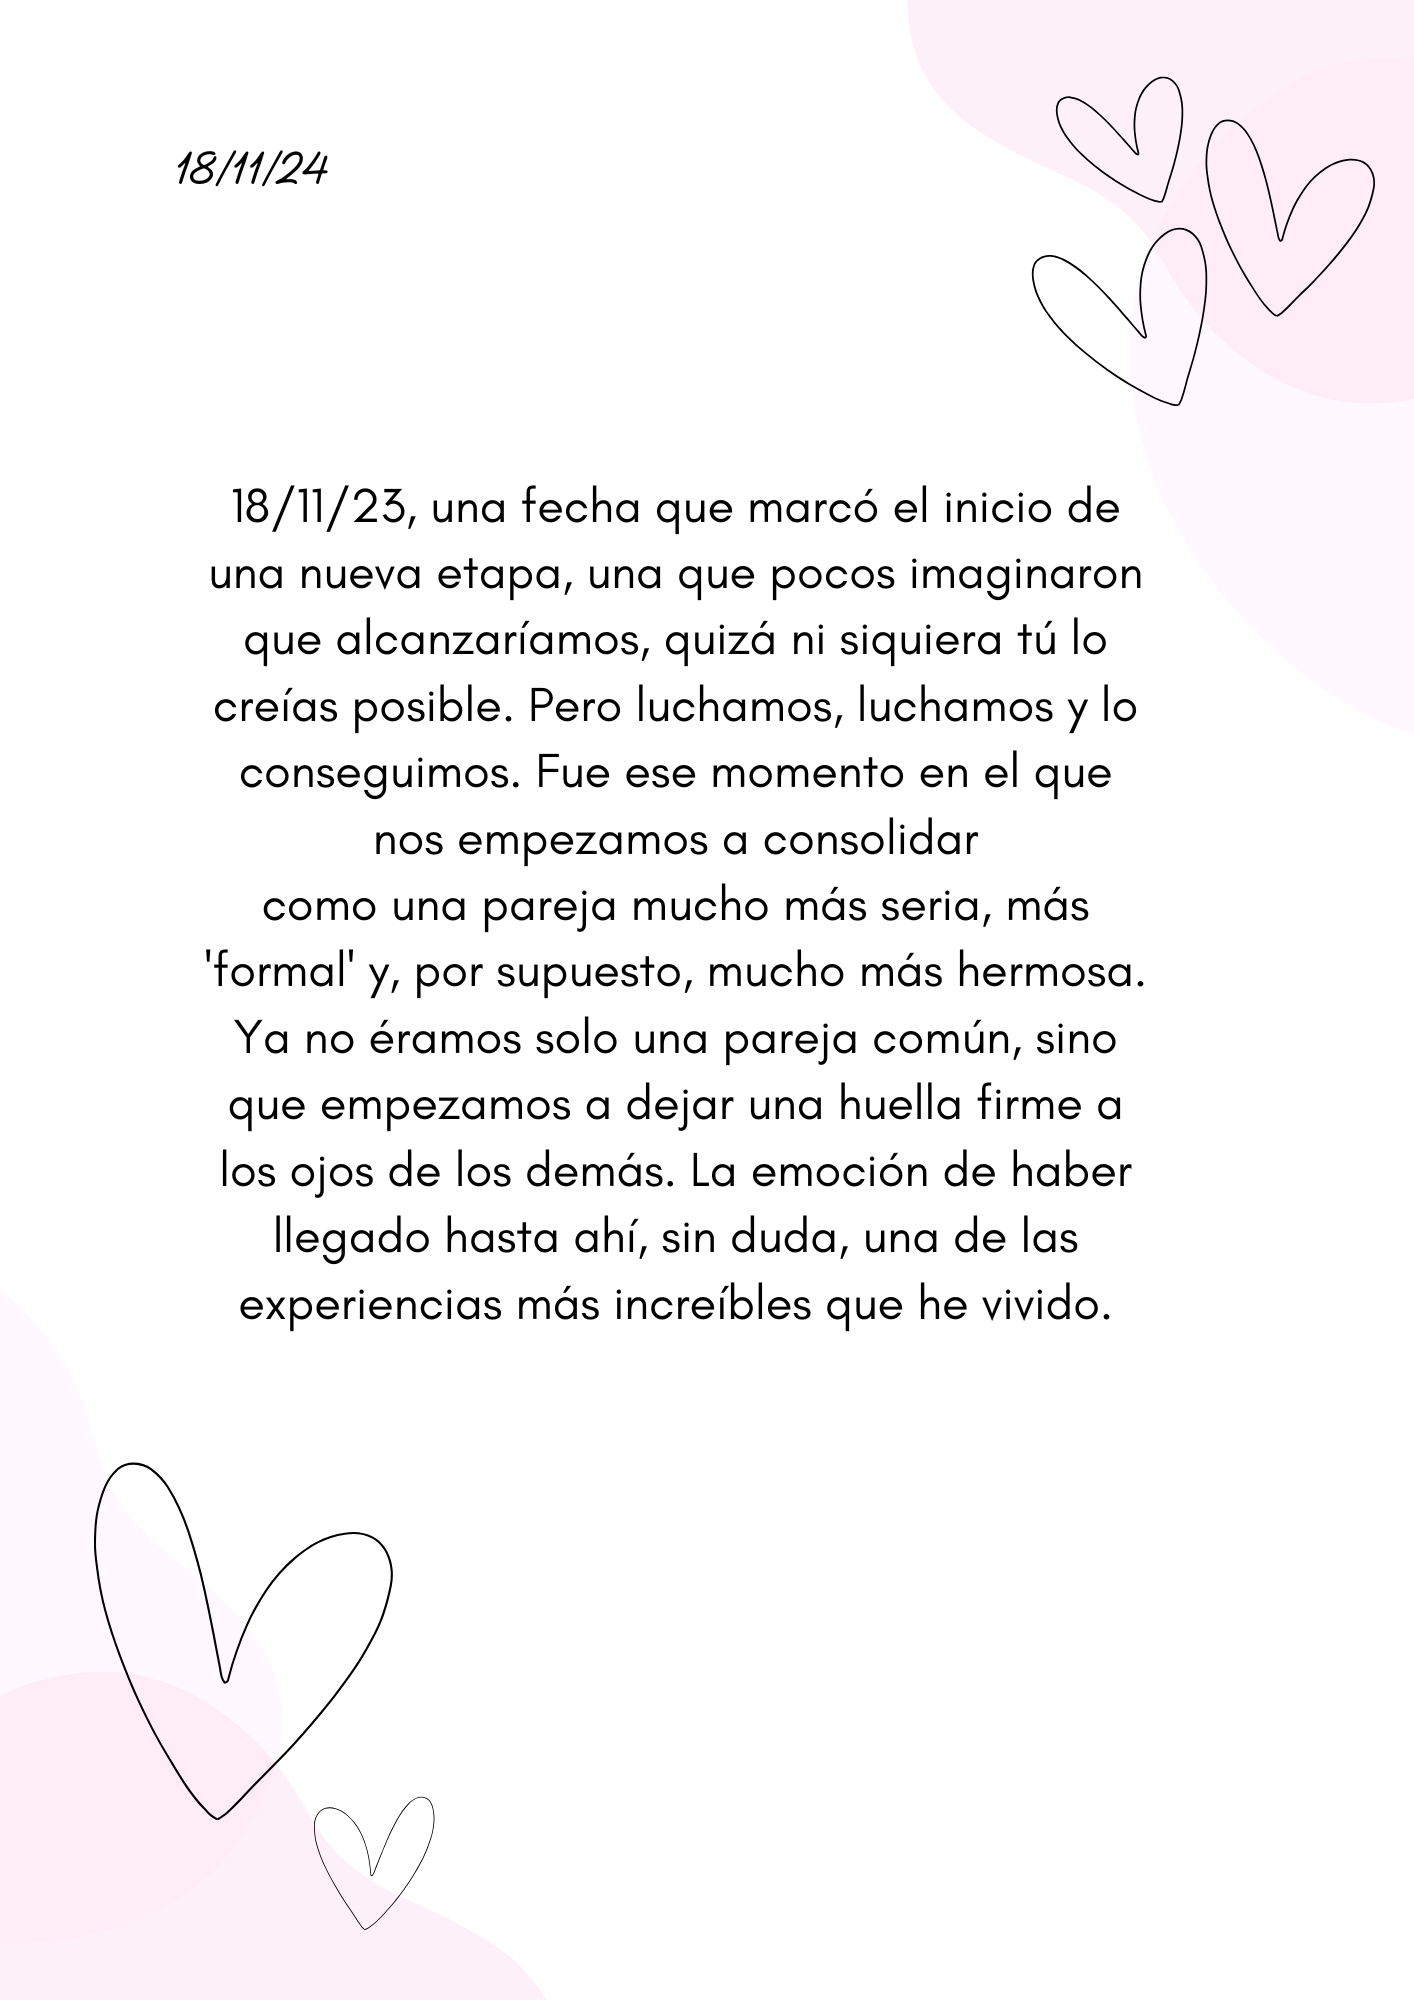 18/11/24
18/11/23, una fecha que marcó el inicio de
una nueva etapa, una que pocos imaginaron
que alcanzaríamos, quizá ni siquiera tú lo
creías posible. Pero luchamos, luchamos y lo
conseguimos. Fue ese momento en el que
nos empezamos a consolidar
como una pareja mucho más seria, más
'formal' y, por supuesto, mucho más hermosa.
Ya no éramos solo una pareja común, sino
que empezamos a dejar una huella firme a
los ojos de los demás. La emoción de haber
llegado hasta ahí, sin duda, una de las
experiencias más increíbles que he vivido.